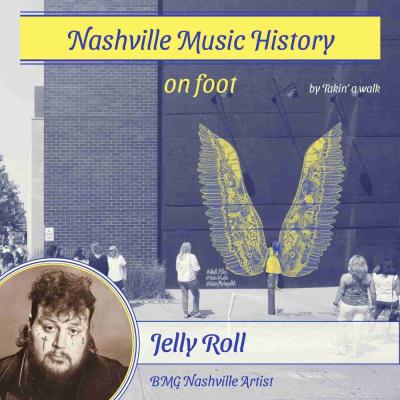 Nashville Music History
on foot
by Takin' a walk
Jelly Roll
BMG Nashville Artist